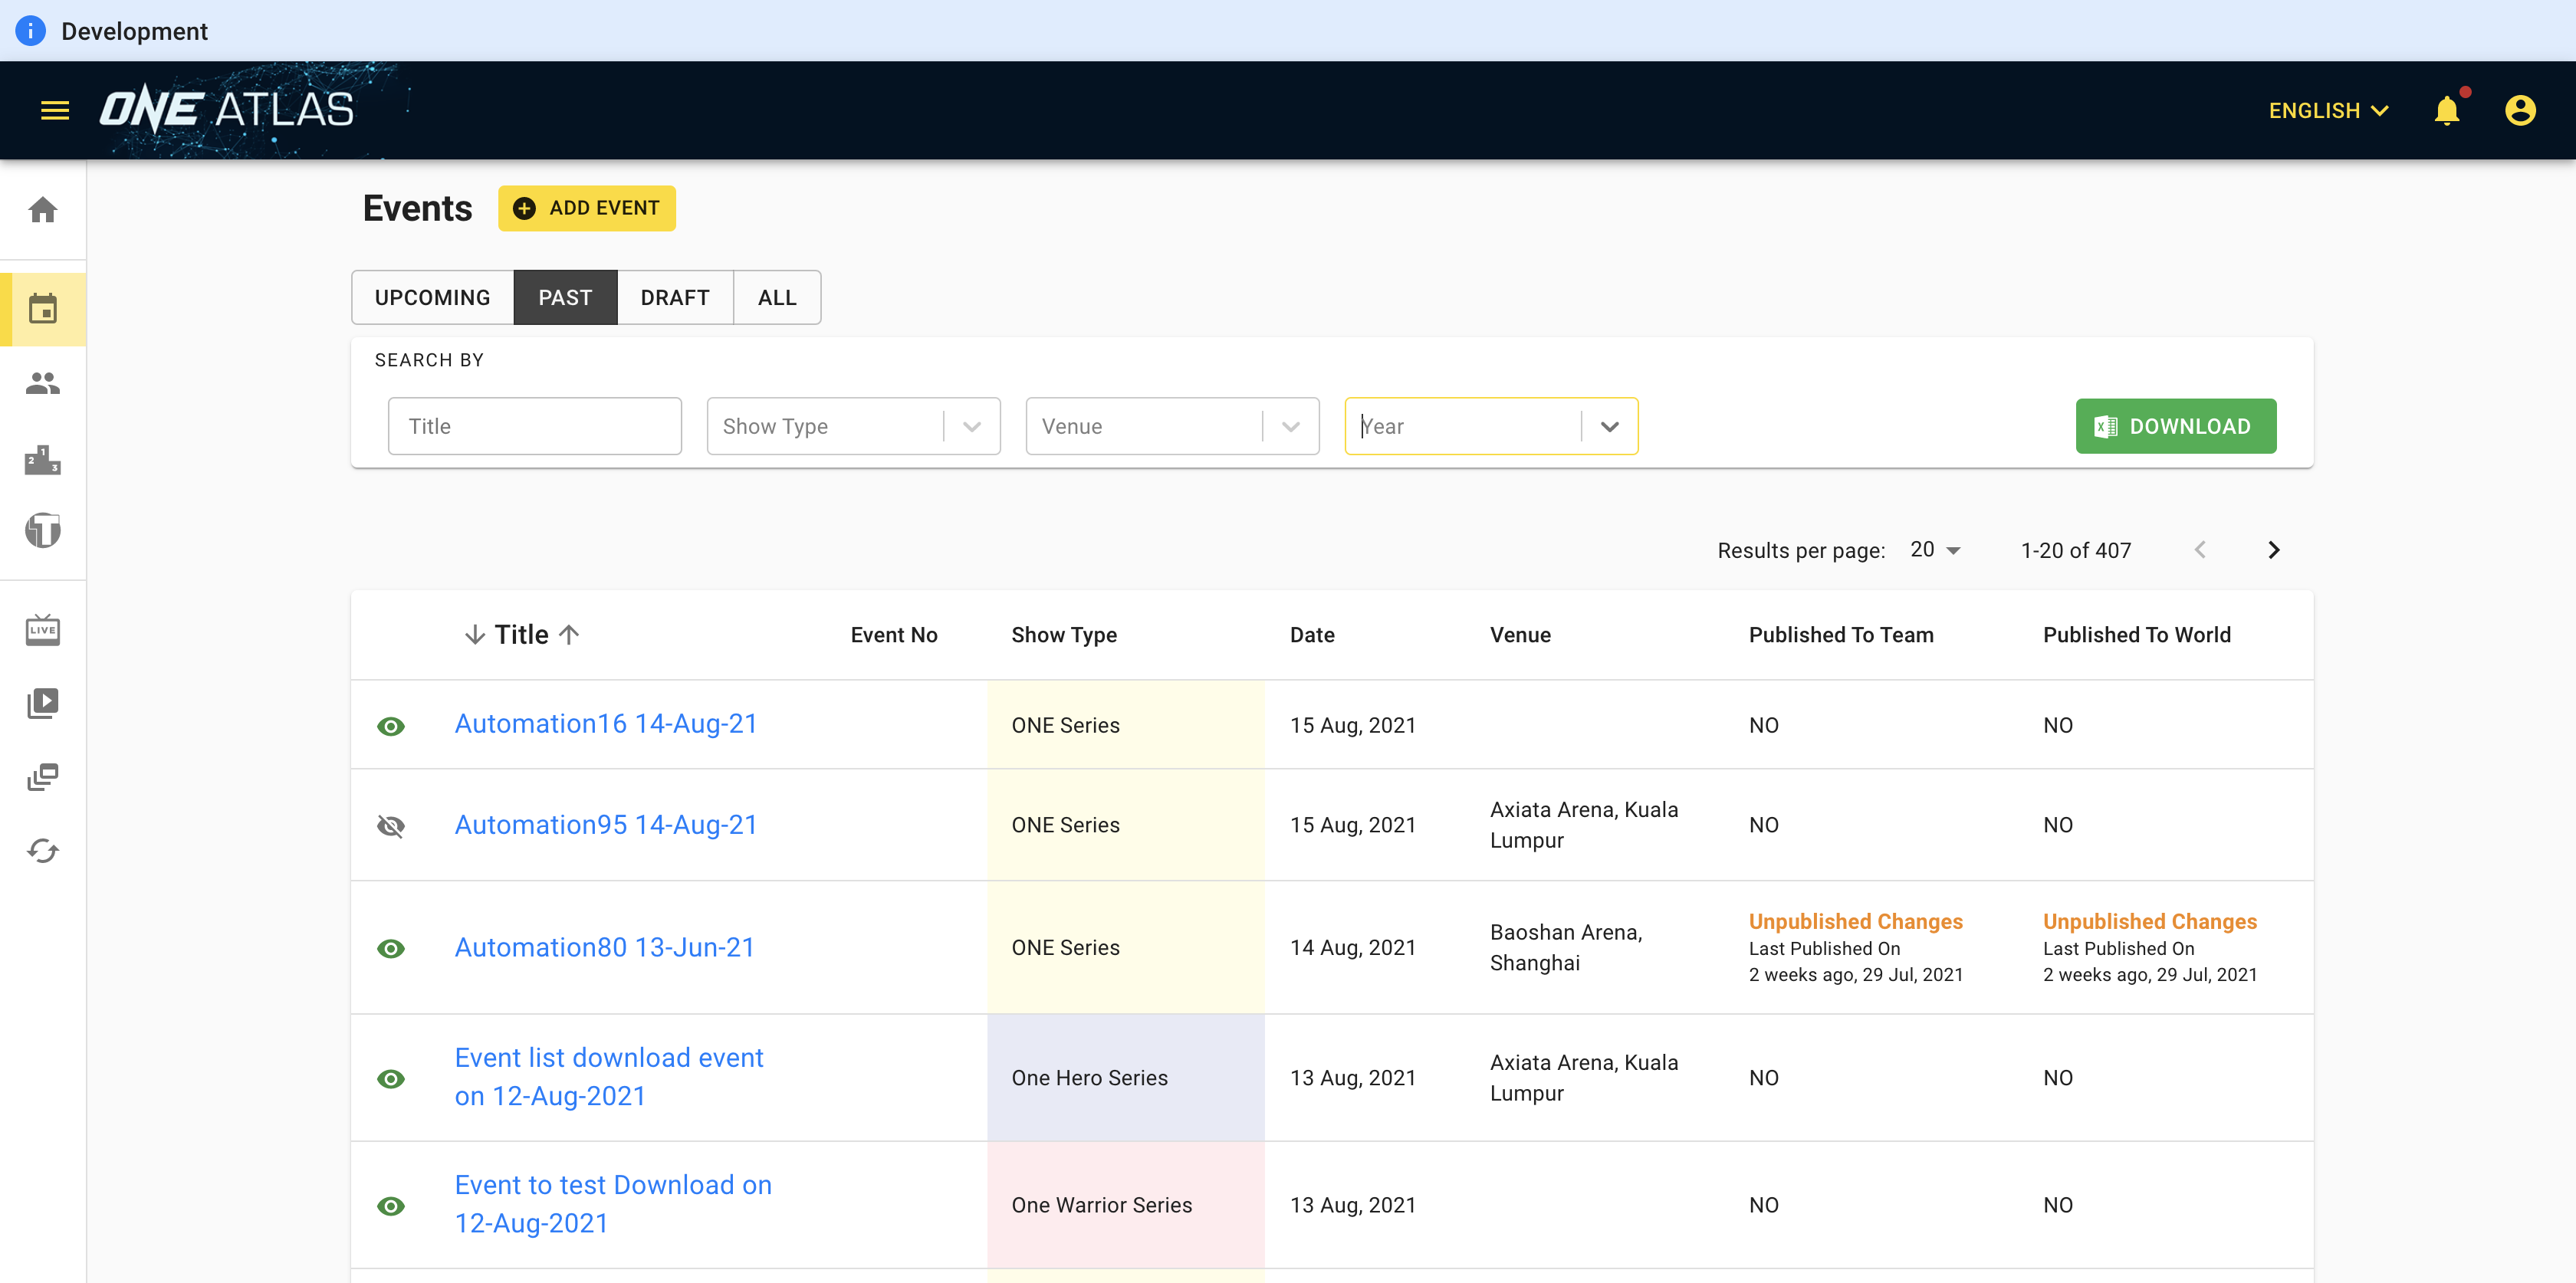 Development
ONE ATLAS
ENGLISH
Events
ADD EVENT
UPCOMING PAST DRAFT ALL
SEARCH BY
Title Show Type Venue Year DOWNLOAD
Results per page: 20 1-20 of 407
Title Event No Show Type Date Venue Published To Team Published To World
Automation16 14-Aug-21 ONE Series 15 Aug, 2021 NO NO
Automation95 14-Aug-21 ONE Series 15 Aug, 2021 Axiata Arena, Kuala
Lumpur NO NO
Automation80 13-Jun-21 ONE Series 14 Aug, 2021 Baoshan Arena,
Shanghai
Unpublished Changes
Last Published On
2 weeks ago, 29 Jul, 2021
Unpublished Changes
Last Published On
2 weeks ago, 29 Jul, 2021
Event list download event
on 12-Aug-2021
One Hero Series 13 Aug, 2021 Axiata Arena, Kuala
Lumpur NO NO
Event to test Download on
12-Aug-2021
One Warrior Series 13 Aug, 2021 NO NO
1
2
3
LIVE